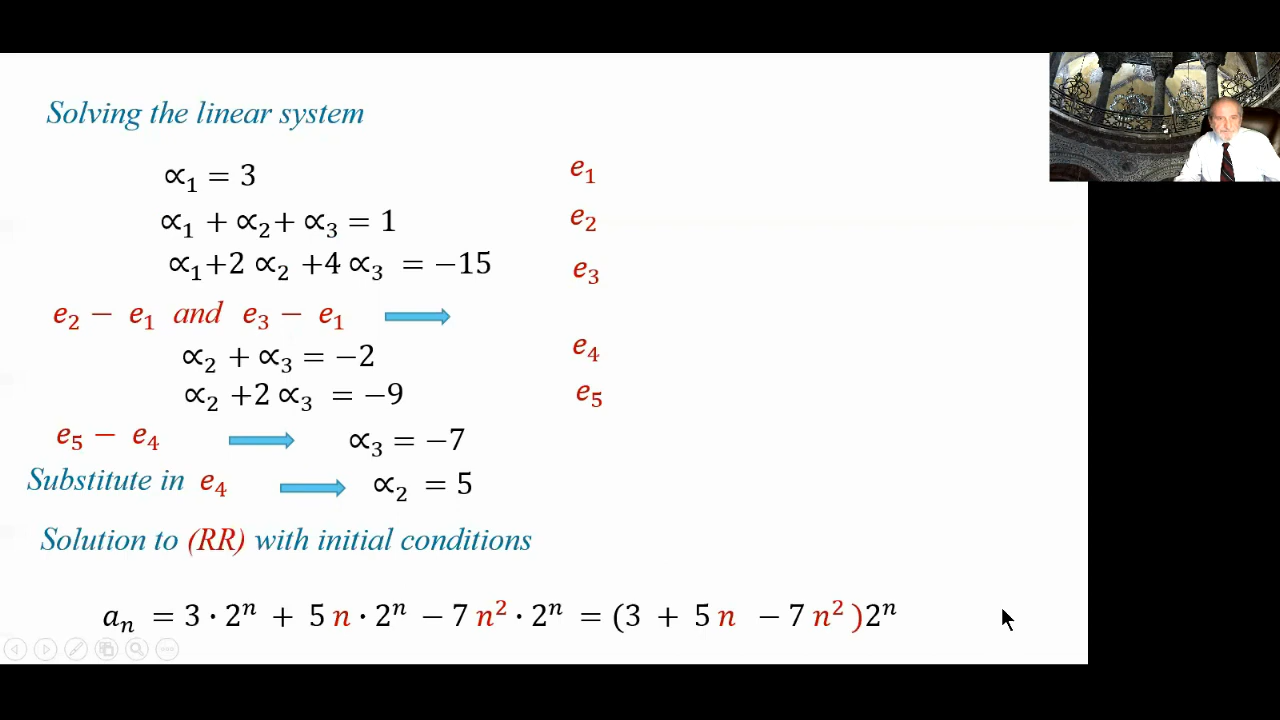 Solving the linear system
∝₁ = 3 e₁
∝₁ + ∝₂+ ∝₃ = 1 e₂
∝₁+2 ∝₂ +4 ∝₃ = −15 e₃
e₂ − e₁ and e₃ − e₁
∝₂ + ∝₃ = −2 e₄
∝₂ +2 ∝₃ = −9 e₅
e₅ − e₄ ∝₃ = −7
Substitute in e₄ ∝₂ = 5
Solution to (RR) with initial conditions
aₙ = 3 · 2ⁿ + 5 n · 2ⁿ − 7 n² · 2ⁿ = (3 + 5 n − 7 n² )2ⁿ